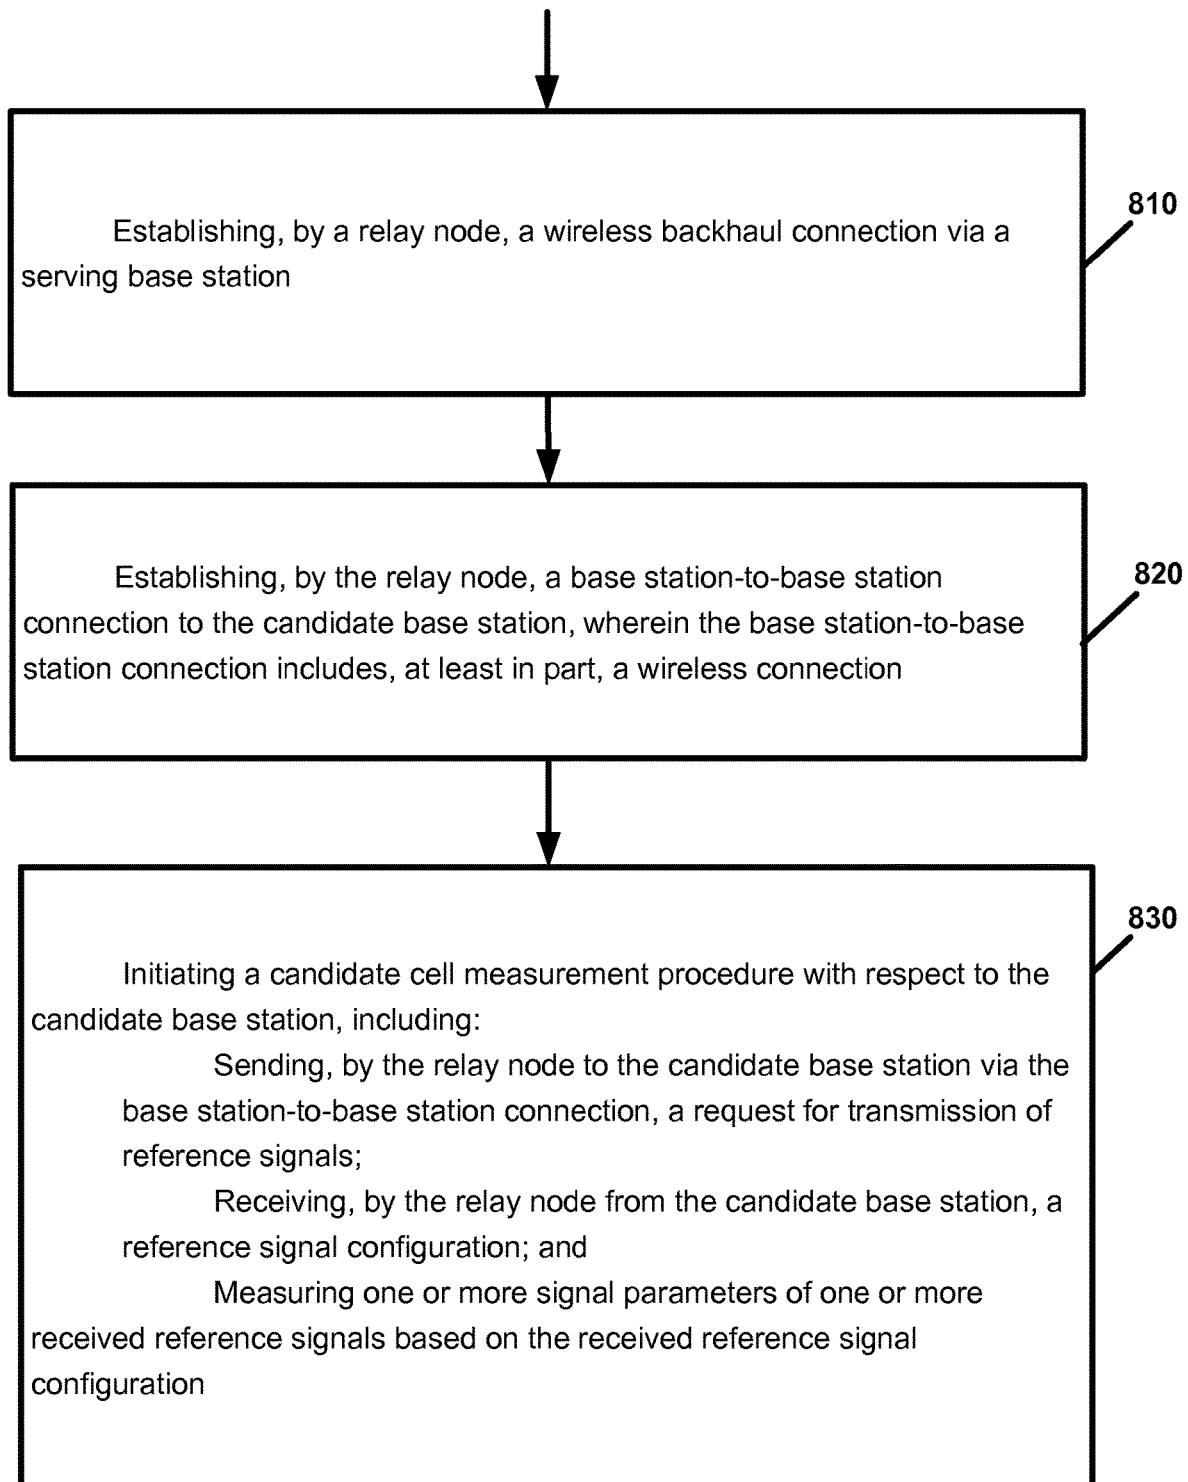 810
Establishing, by a relay node, a wireless backhaul connection via a
serving base station
820
Establishing, by the relay node, a base station-to-base station
connection to the candidate base station, wherein the base station-to-base
station connection includes, at least in part, a wireless connection
830
Initiating a candidate cell measurement procedure with respect to the
candidate base station, including:
Sending, by the relay node to the candidate base station via the
base station-to-base station connection, a request for transmission of
reference signals;
Receiving, by the relay node from the candidate base station, a
reference signal configuration; and
Measuring one or more signal parameters of one or more
received reference signals based on the received reference signal
configuration